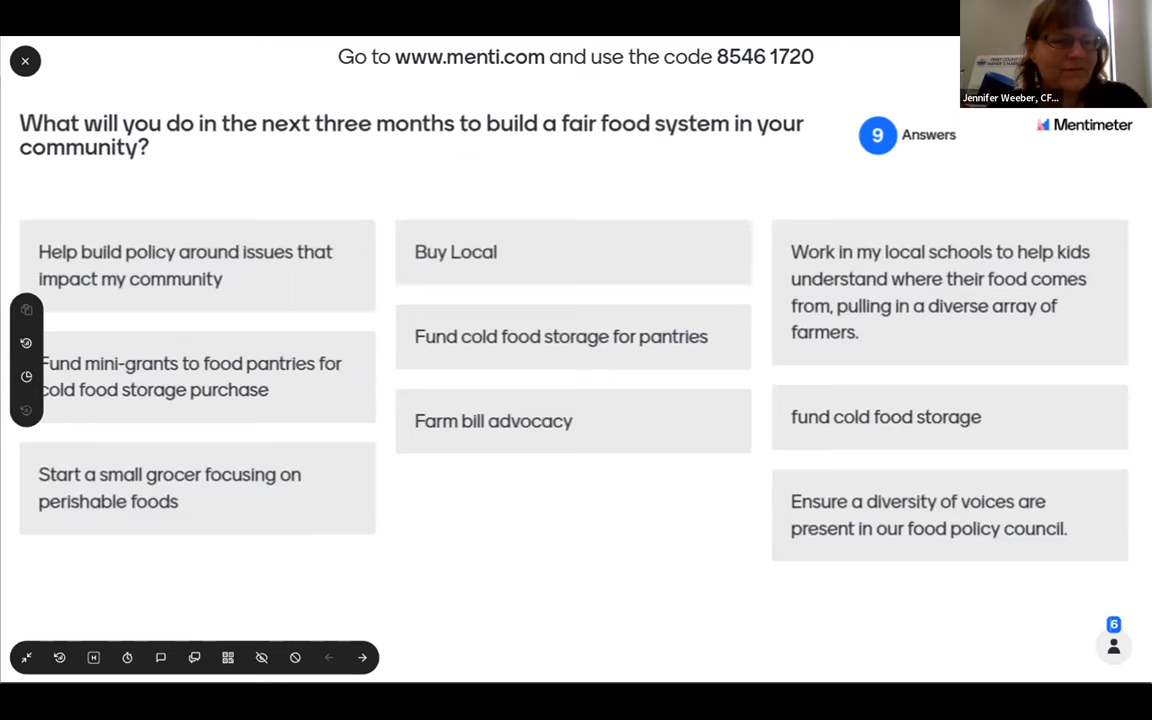 Go to www.menti.com and use the code 8546 1720
Jennifer Weeber, CF...
What will you do in the next three months to build a fair food system in your
community?
9 Answers
Mentimeter
Help build policy around issues that
impact my community
Fund mini-grants to food pantries for
cold food storage purchase
Start a small grocer focusing on
perishable foods
Buy Local
Fund cold food storage for pantries
Farm bill advocacy
Work in my local schools to help kids
understand where their food comes
from, pulling in a diverse array of
farmers.
fund cold food storage
Ensure a diversity of voices are
present in our food policy council.
6
H